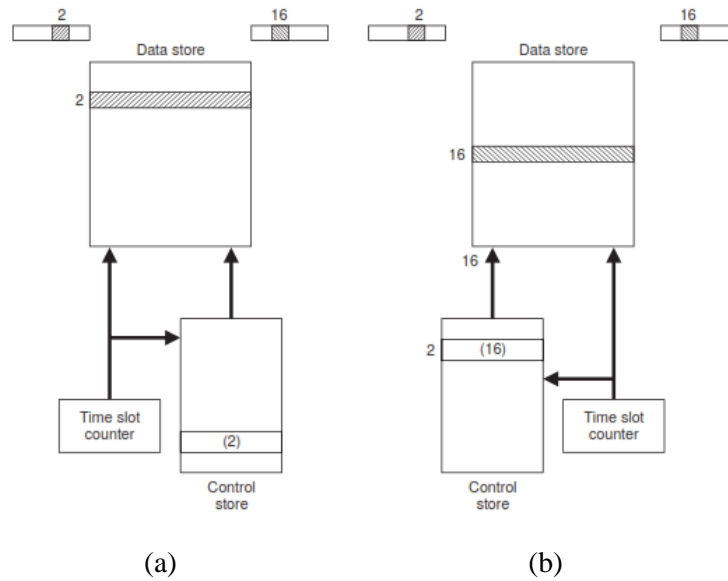 2
16
2
16
Data store
Data store
2
16
16
2
(16)
Time slot
counter
Time slot
counter
(2)
Control
store
Control
store
(a)
(b)